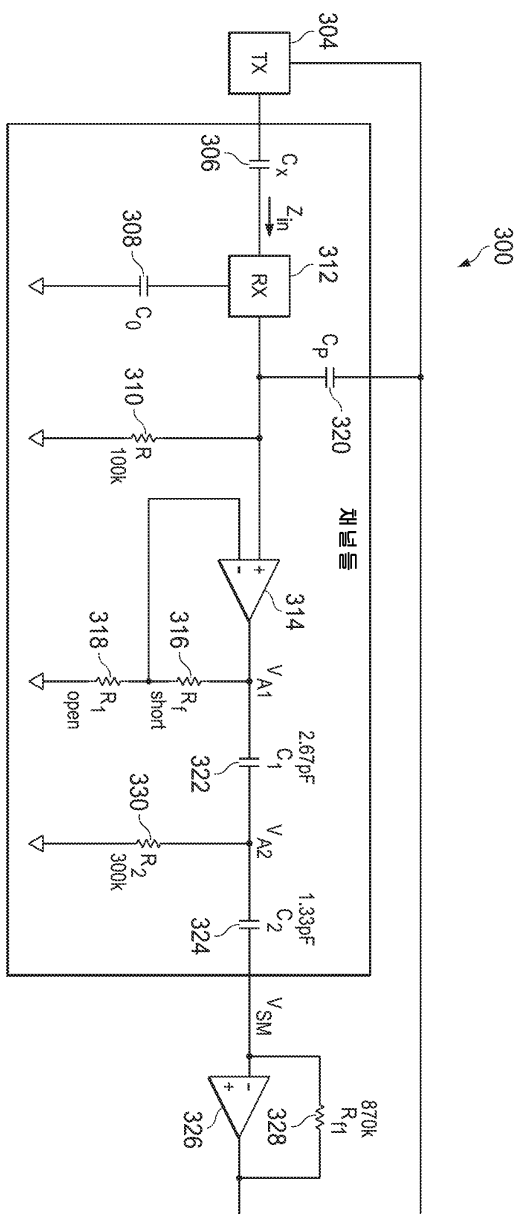 300
304
TX
306
Cx
Zin
308
C0
312
RX
Cp
320
310
R
100k
채널들
314
316
Rf
short
318
R1
open
VA1
2.67pF
C1
322
VA2
330
R2
300k
1.33pF
C2
324
VSM
326
870k
Rf1
328